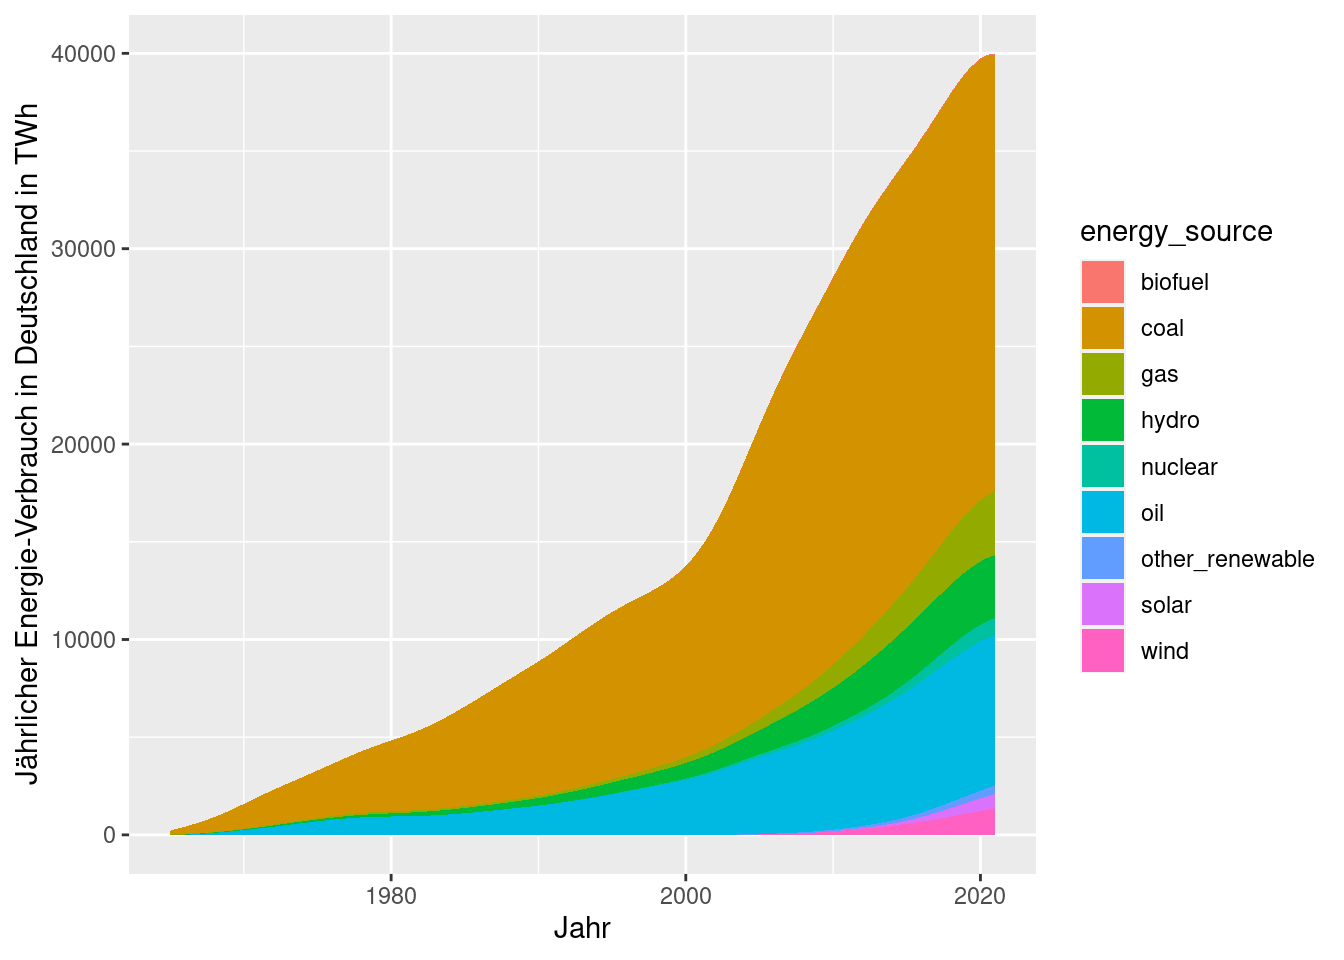 Jährlicher Energie-Verbrauch in Deutschland in TWh
40000
30000
20000
10000
0
1980
2000
2020
Jahr
energy_source
biofuel
coal
gas
hydro
nuclear
oil
other_renewable
solar
wind